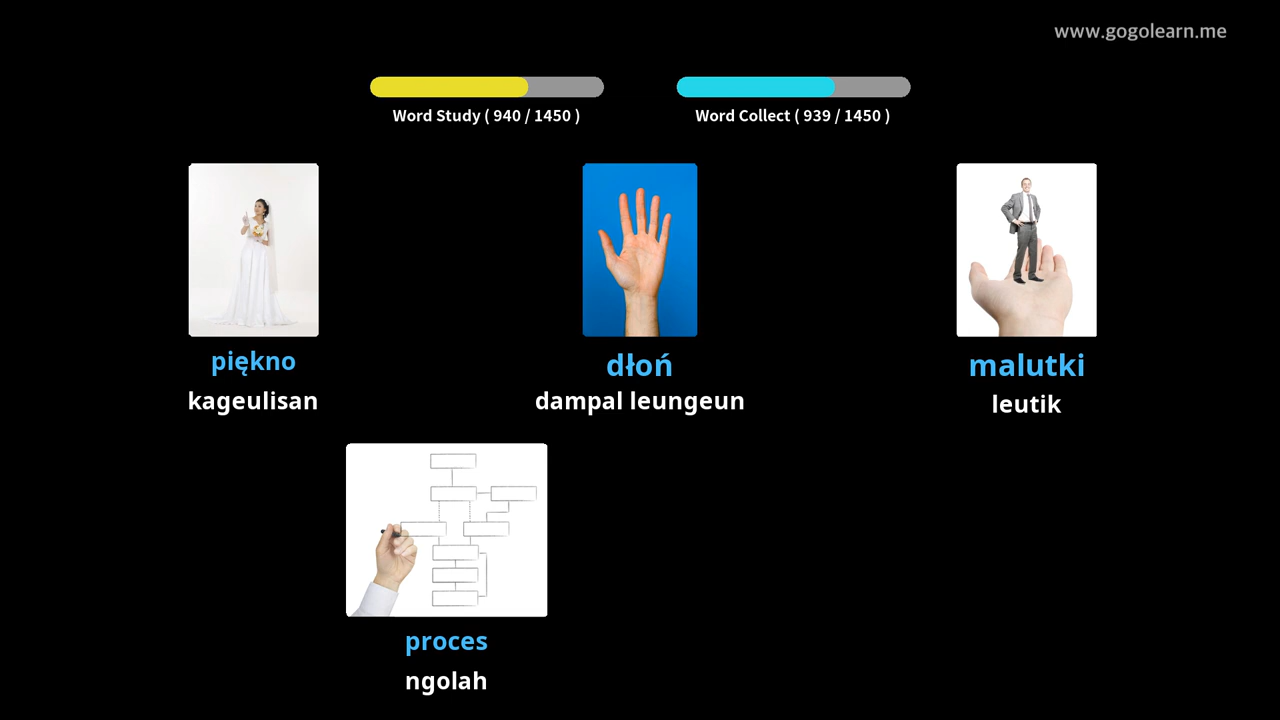 www.gogolearn.me
Word Study ( 940 / 1450 )
Word Collect ( 939 / 1450 )
piękno
kageulisan
dłoń
dampal leungeun
malutki
leutik
proces
ngolah